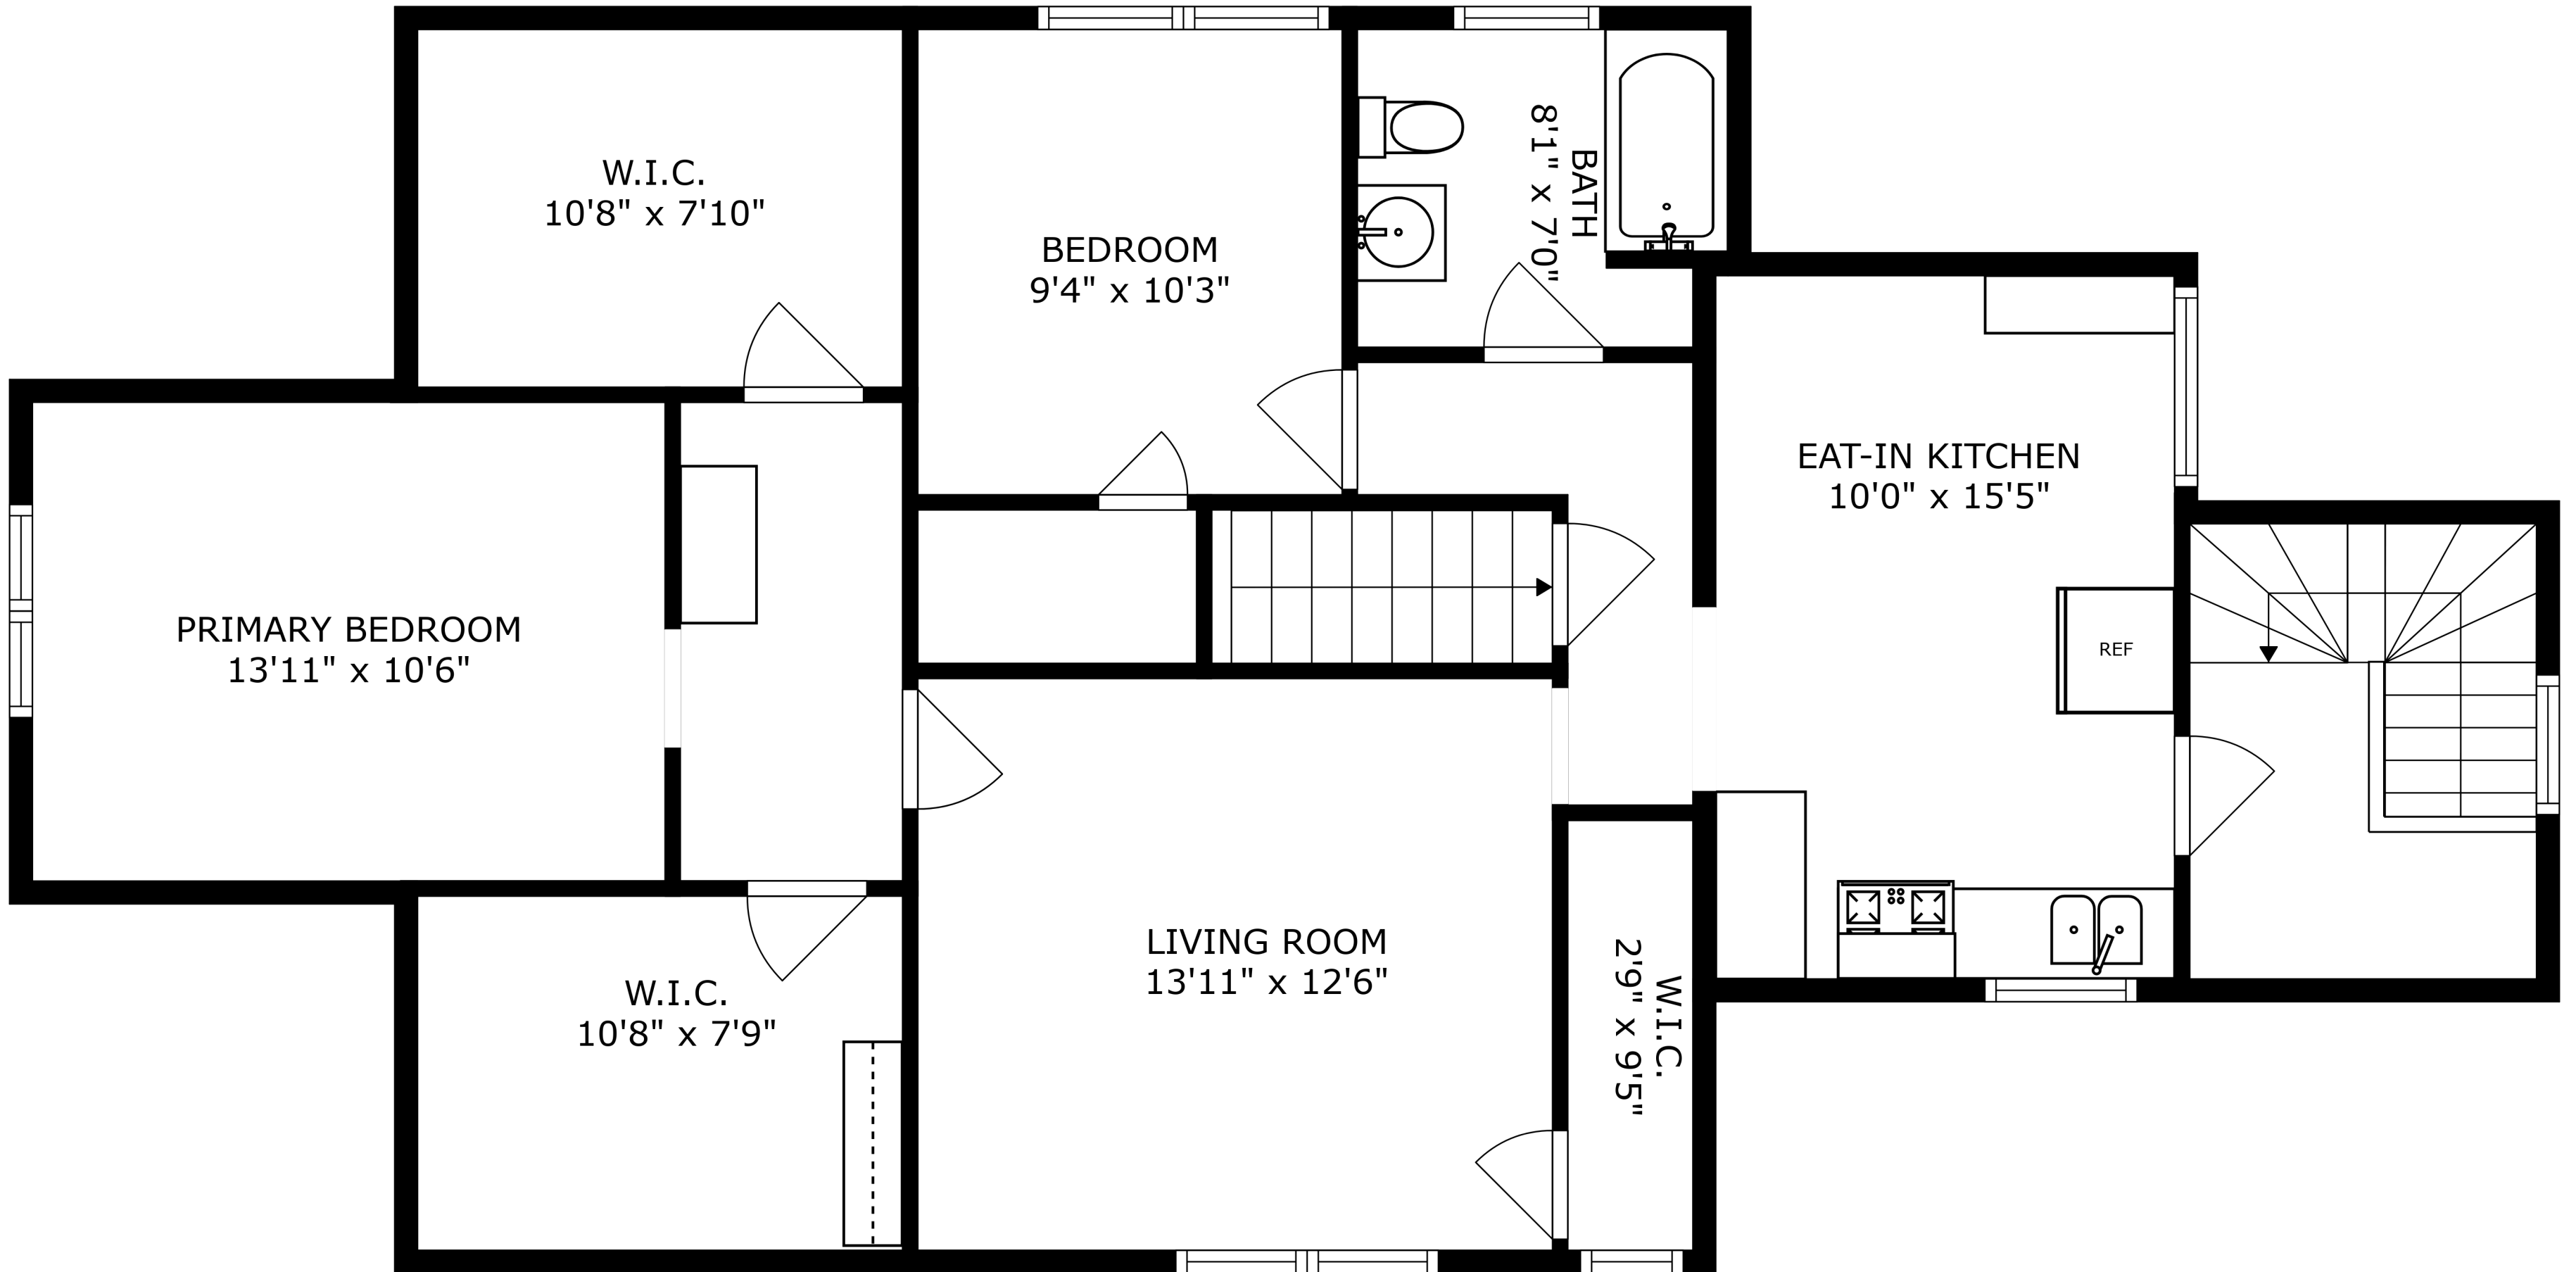 W.I.C.
10'8" x 7'10"
BEDROOM
9'4" x 10'3"
BATH
8'1" x 7'0"
EAT-IN KITCHEN
10'0" x 15'5"
PRIMARY BEDROOM
13'11" x 10'6"
REF
LIVING ROOM
13'11" x 12'6"
W.I.C.
10'8" x 7'9"
W.I.C.
2'9" x 9'5"